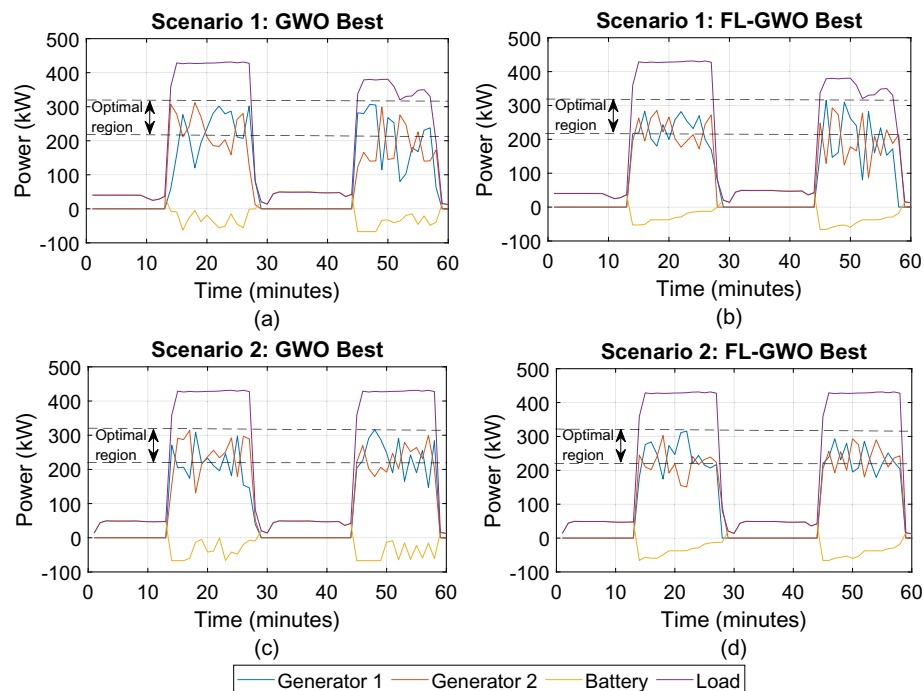 Scenario 1: GWO Best
500
400
300
200
100
0
-100
Power (kW)
Optimal
region
0 10 20 30 40 50 60
Time (minutes)
(a)
Scenario 1: FL-GWO Best
500
400
300
200
100
0
-100
Power (kW)
Optimal
region
0 10 20 30 40 50 60
Time (minutes)
(b)
Scenario 2: GWO Best
500
400
300
200
100
0
-100
Power (kW)
Optimal
region
0 10 20 30 40 50 60
Time (minutes)
(c)
Scenario 2: FL-GWO Best
500
400
300
200
100
0
-100
Power (kW)
Optimal
region
0 10 20 30 40 50 60
Time (minutes)
(d)
Generator 1 Generator 2 Battery Load